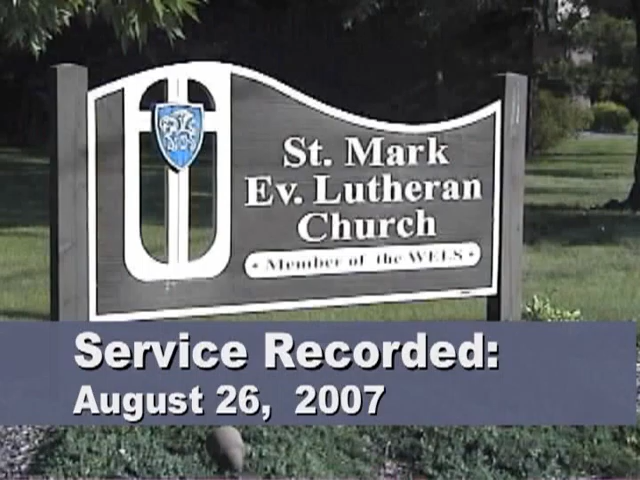 St. Mark
Ev. Lutheran
Church
• Member of the WELS •
Service Recorded:
August 26, 2007